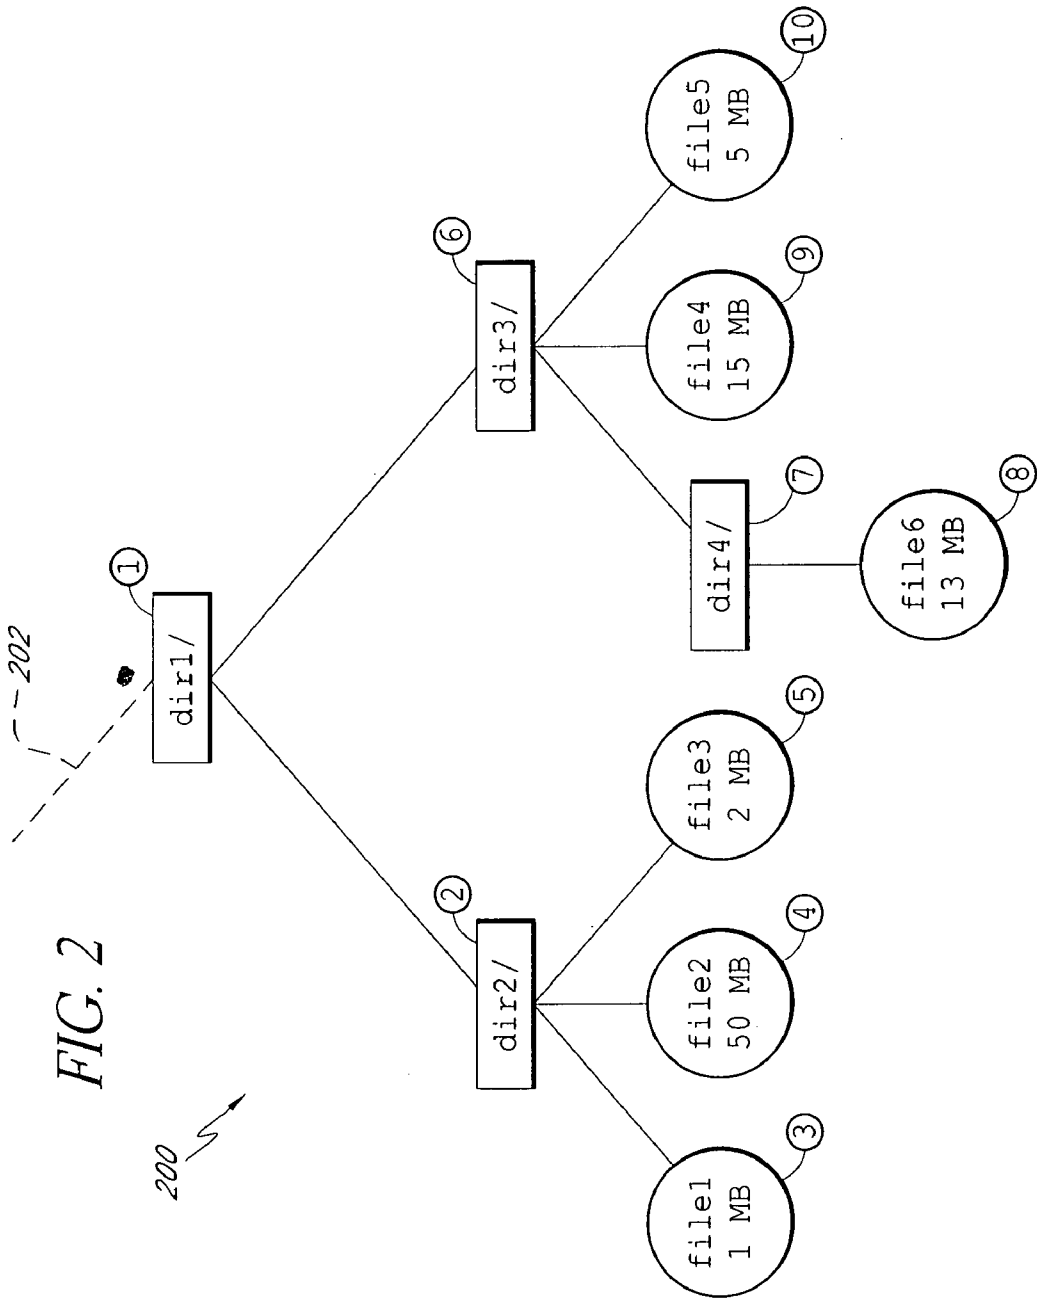 FIG. 2
200
202
1
dir1/
2
dir2/
6
dir3/
3
file1
1 MB
4
file2
50 MB
5
file3
2 MB
7
dir4/
9
file4
15 MB
10
file5
5 MB
8
file6
13 MB